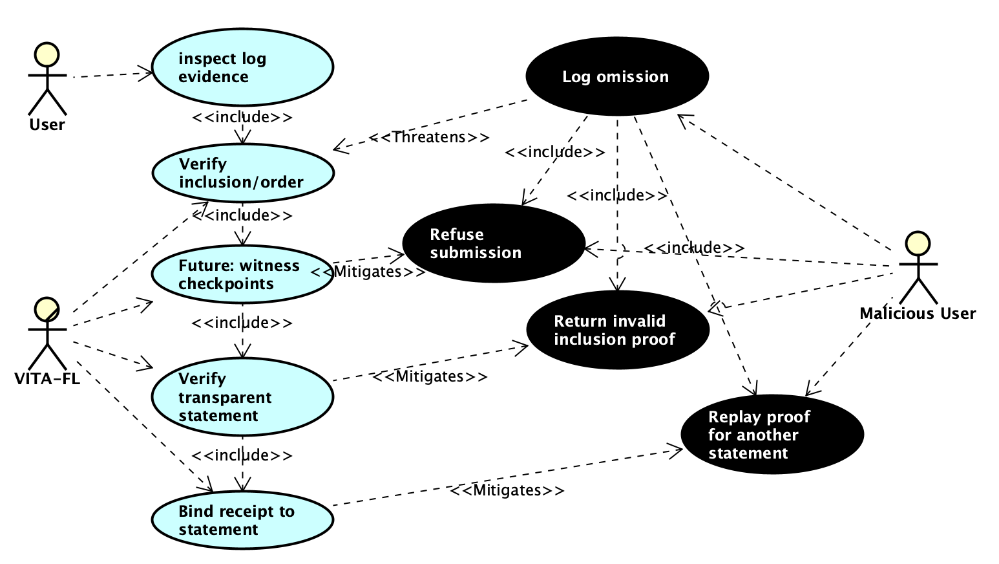 inspect log
evidence
Log omission
User
<<include>>
<<Threatens>>
<<include>>
Verify
inclusion/order
<<include>>
<<include>>
Refuse
submission
<<include>>
Future: witness
checkpoints
<<Mitigates>>
Malicious User
<<include>>
Return invalid
inclusion proof
VITA-FL
Verify
transparent
statement
<<Mitigates>>
Replay proof
for another
statement
<<include>>
<<Mitigates>>
Bind receipt to
statement